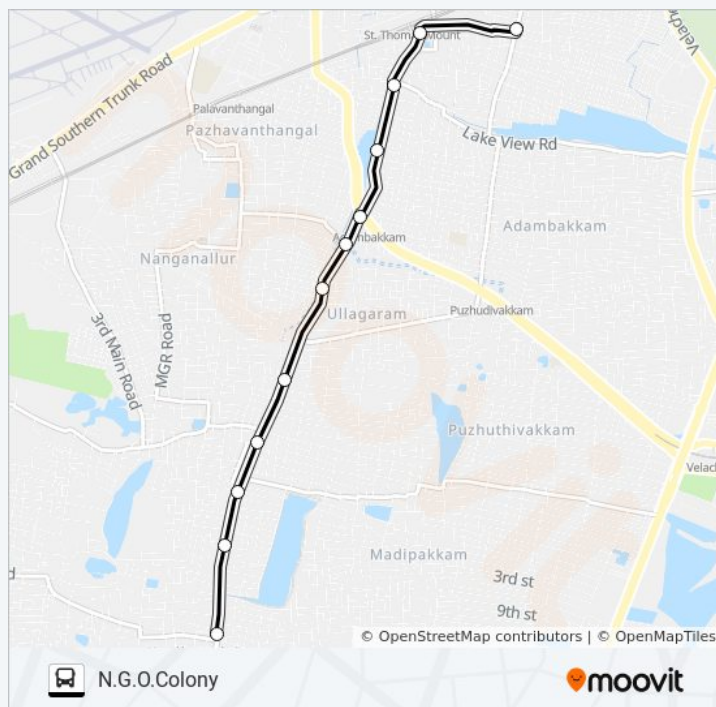 St. Thomas Mount
Velach
Grand Southern Trunk Road
Palavanthangal
Pazhavanthangal
Lake View Rd
Adambakkam
Adambakkam
Nanganallur
Ullagaram
Puzhudivakkam
3rd Main Road
MGR Road
Puzhuthivakkam
Velac
Madipakkam
3rd st
9th st
© OpenStreetMap contributors | © OpenMapTiles
N.G.O.Colony
moovit